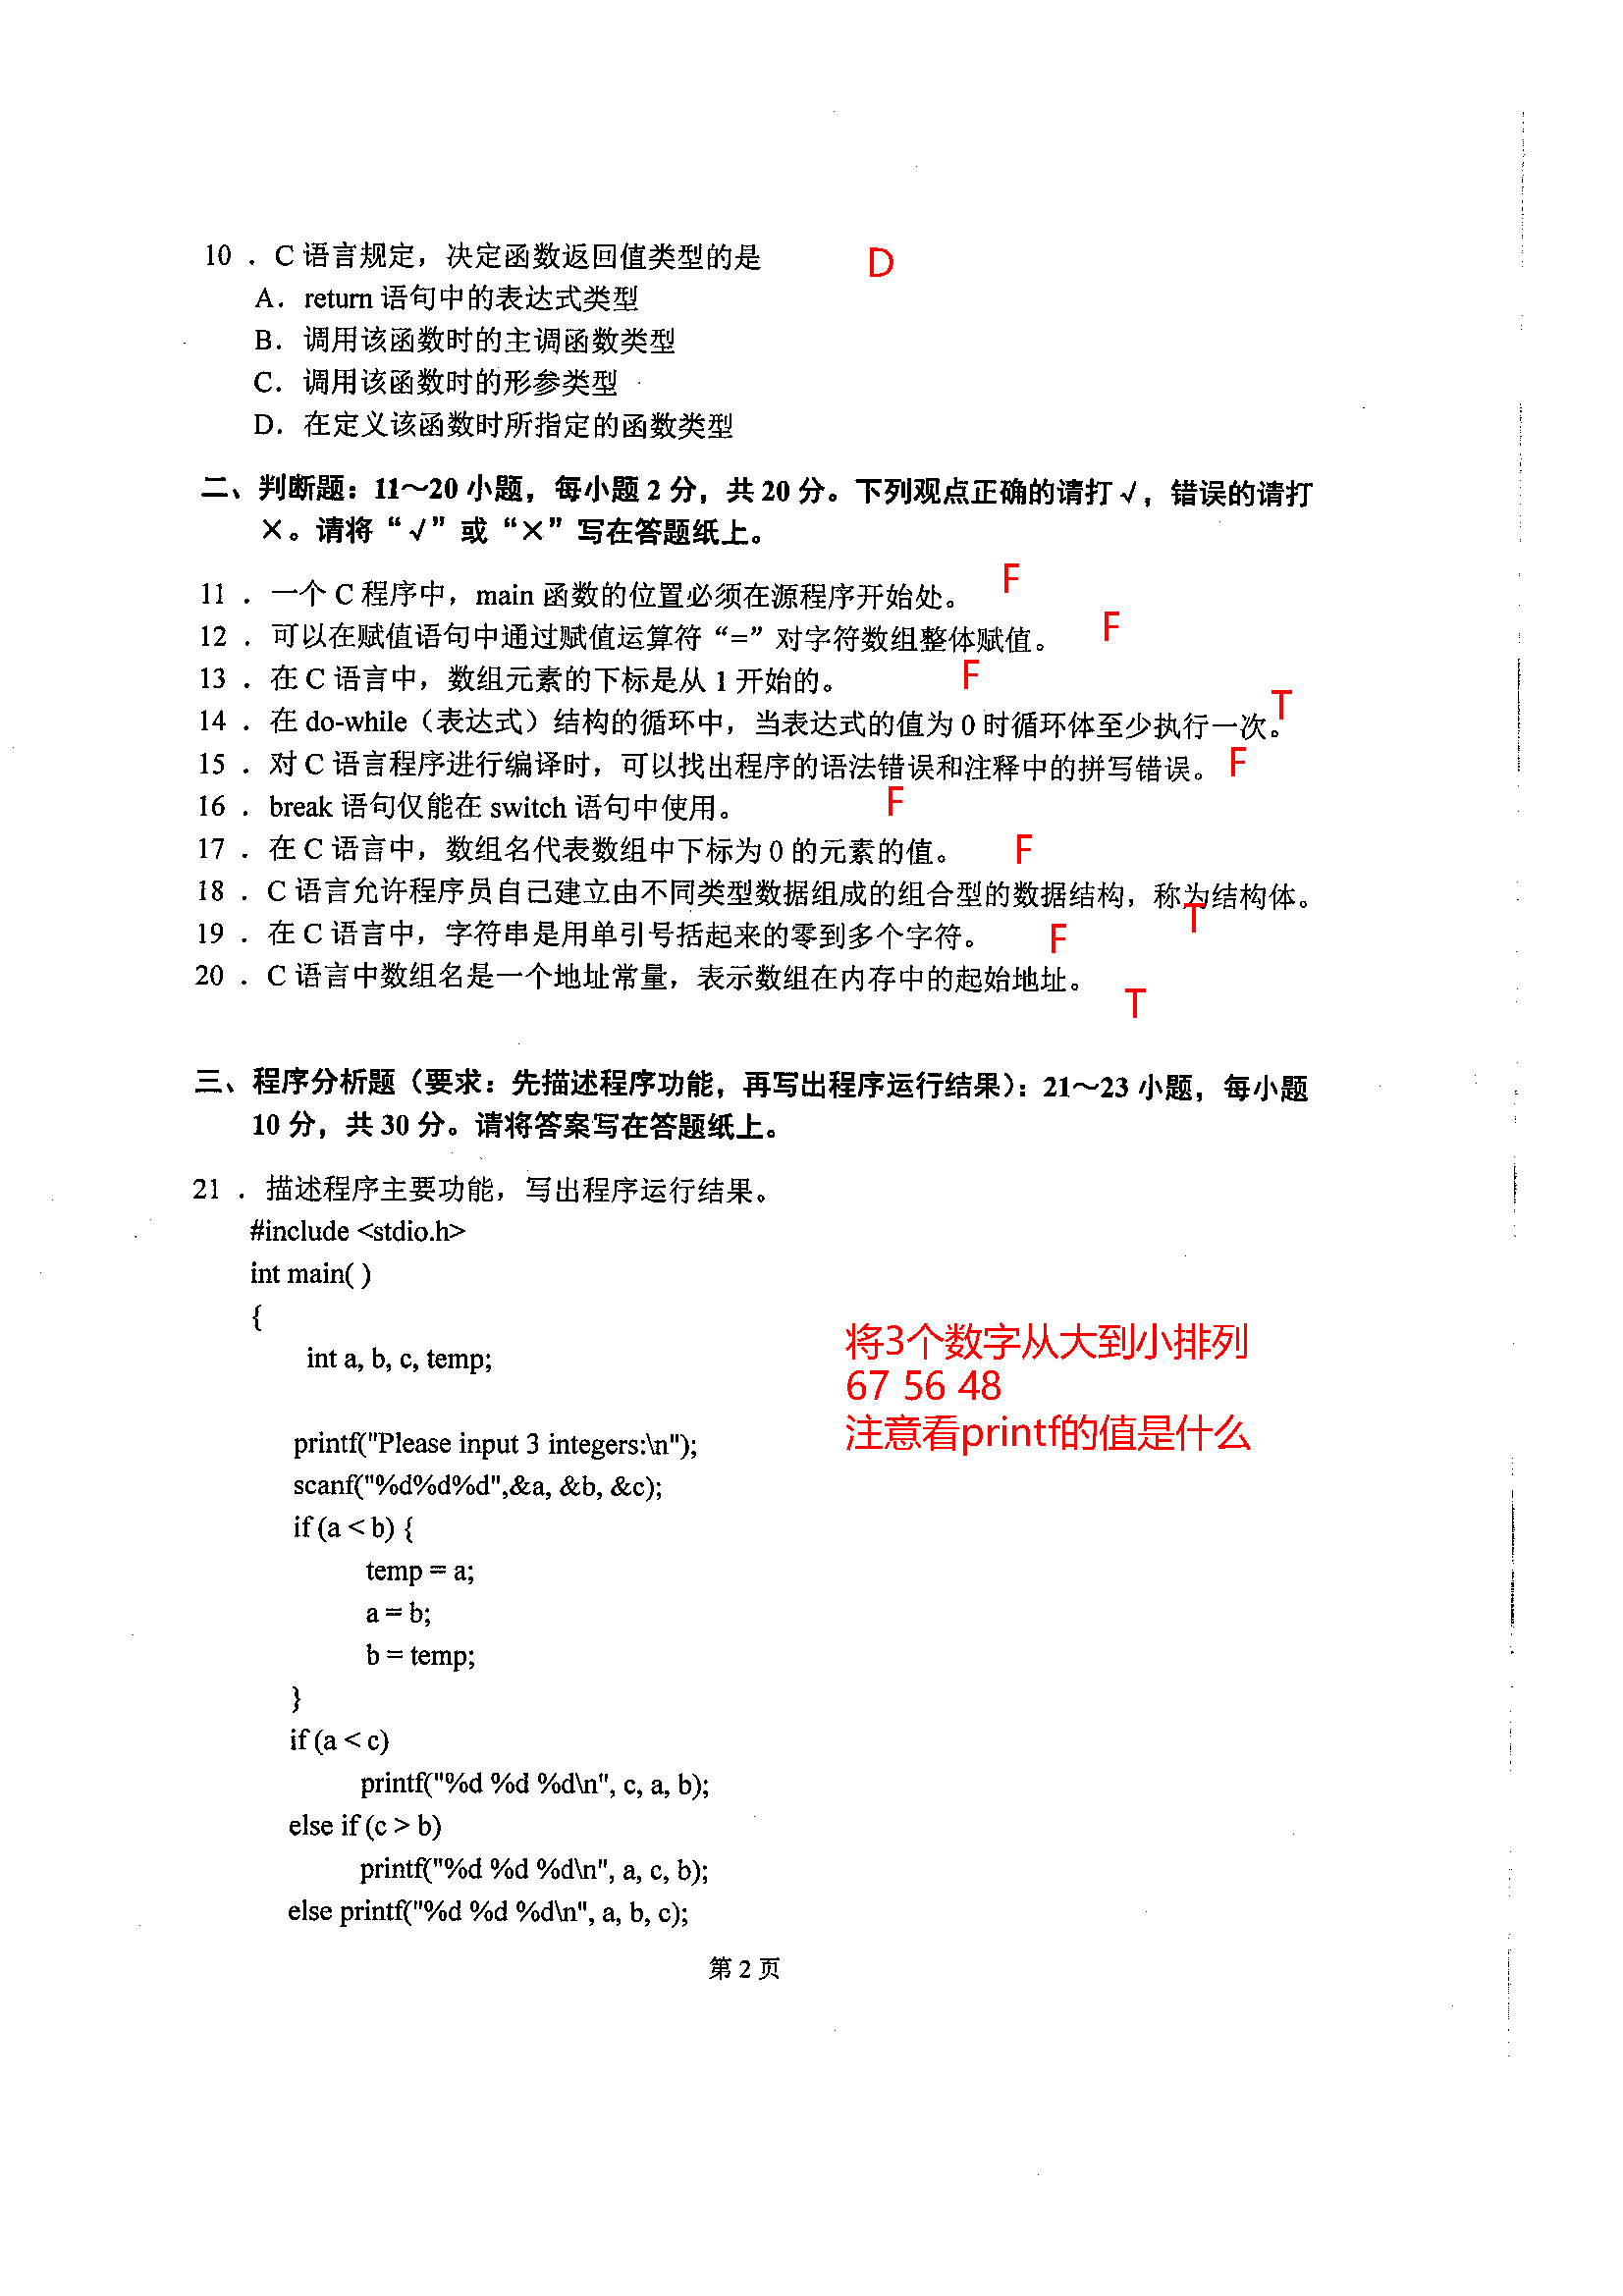 10 . C 语言规定，决定函数返回值类型的是 D
A. return 语句中的表达式类型
B. 调用该函数时的主调函数类型
C. 调用该函数时的形参类型
D. 在定义该函数时所指定的函数类型
二、判断题：11～20 小题，每小题 2 分，共 20 分。下列观点正确的请打 √，错误的请打
×。请将“√”或“×”写在答题纸上。
11 . 一个 C 程序中，main 函数的位置必须在源程序开始处。 F
12 . 可以在赋值语句中通过赋值运算符“=”对字符数组整体赋值。 F
13 . 在 C 语言中，数组元素的下标是从 1 开始的。 F
14 . 在 do-while（表达式）结构的循环中，当表达式的值为 0 时循环体至少执行一次。 T
15 . 对 C 语言程序进行编译时，可以找出程序的语法错误和注释中的拼写错误。 F
16 . break 语句仅能在 switch 语句中使用。 F
17 . 在 C 语言中，数组名代表数组中下标为 0 的元素的值。 F
18 . C 语言允许程序员自己建立由不同类型数据组成的组合型的数据结构，称为结构体。 T
19 . 在 C 语言中，字符串是用单引号括起来的零到多个字符。 F
20 . C 语言中数组名是一个地址常量，表示数组在内存中的起始地址。 T
三、程序分析题（要求：先描述程序功能，再写出程序运行结果）：21～23 小题，每小题
10 分，共 30 分。请将答案写在答题纸上。
21 . 描述程序主要功能，写出程序运行结果。
#include <stdio.h>
int main( )
{
int a, b, c, temp;
将3个数字从大到小排列
67 56 48
注意看printf的值是什么
printf("Please input 3 integers:\n");
scanf("%d%d%d",&a, &b, &c);
if (a < b) {
temp = a;
a = b;
b = temp;
}
if (a < c)
printf("%d %d %d\n", c, a, b);
else if (c > b)
printf("%d %d %d\n", a, c, b);
else printf("%d %d %d\n", a, b, c);
第 2 页